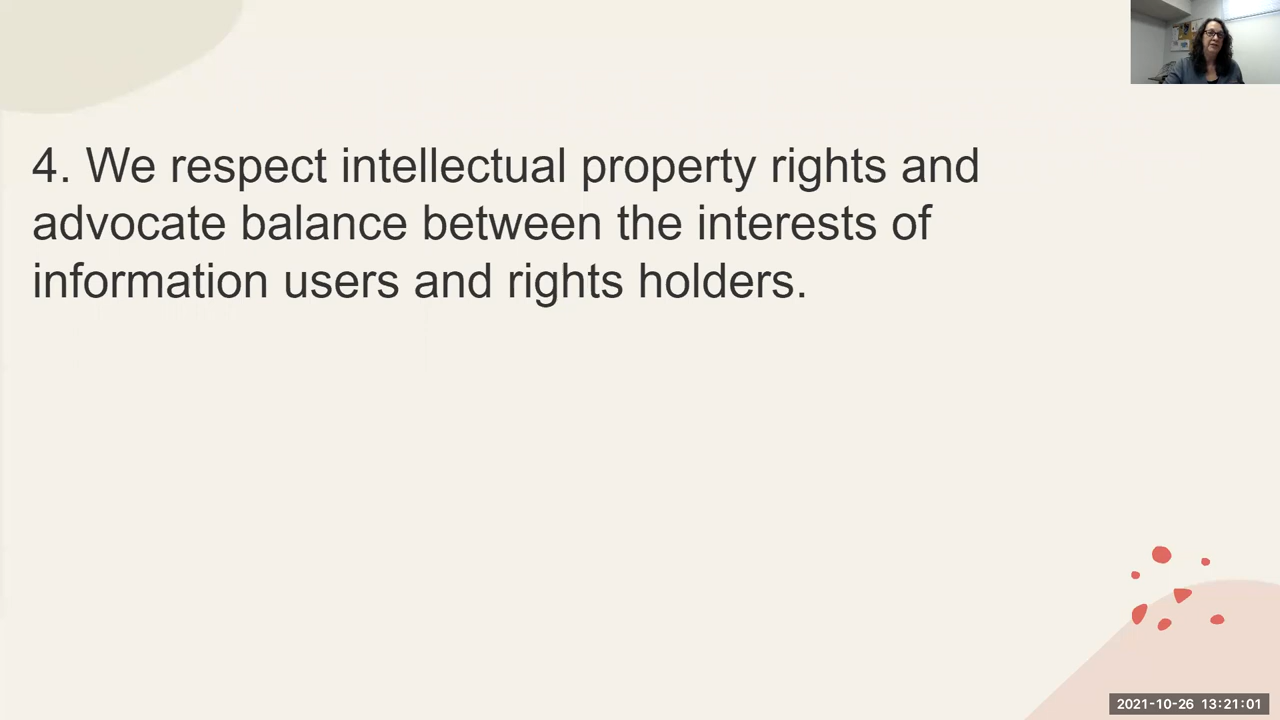 4. We respect intellectual property rights and
advocate balance between the interests of
information users and rights holders.
2021-10-26 13:21:01